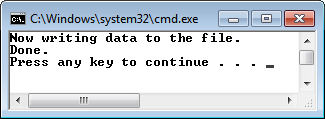 C:\Windows\system32\cmd.exe
Now writing data to the file.
Done.
Press any key to continue . . . _